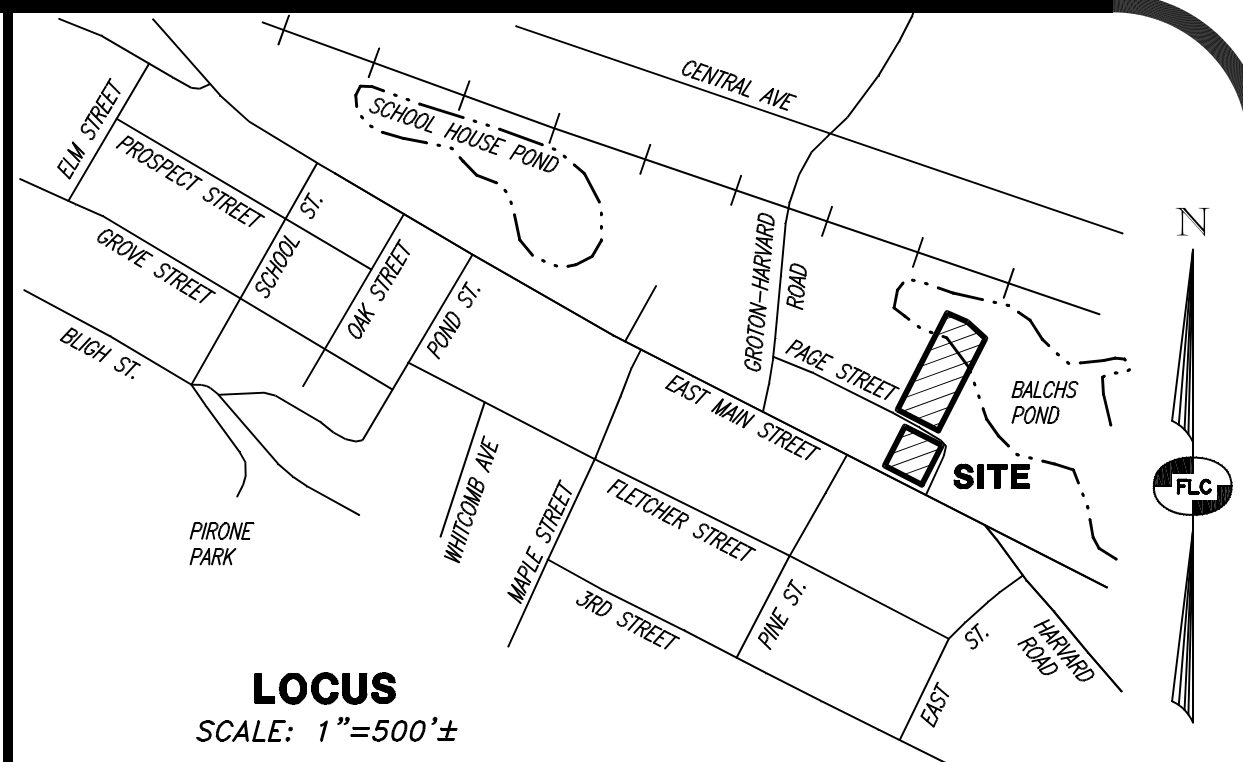 CENTRAL AVE
SCHOOL HOUSE POND
ELM STREET
PROSPECT STREET
SCHOOL ST.
GROVE STREET
OAK STREET
POND ST.
BLIGH ST.
GROTON-HARVARD ROAD
PAGE STREET
EAST MAIN STREET
BALCHS
POND
SITE
N
FLC
WHITCOMB AVE
MAPLE STREET
FLETCHER STREET
PIRONE
PARK
3RD STREET
PINE ST.
EAST ST.
HARVARD
ROAD
LOCUS
SCALE: 1"=500'±